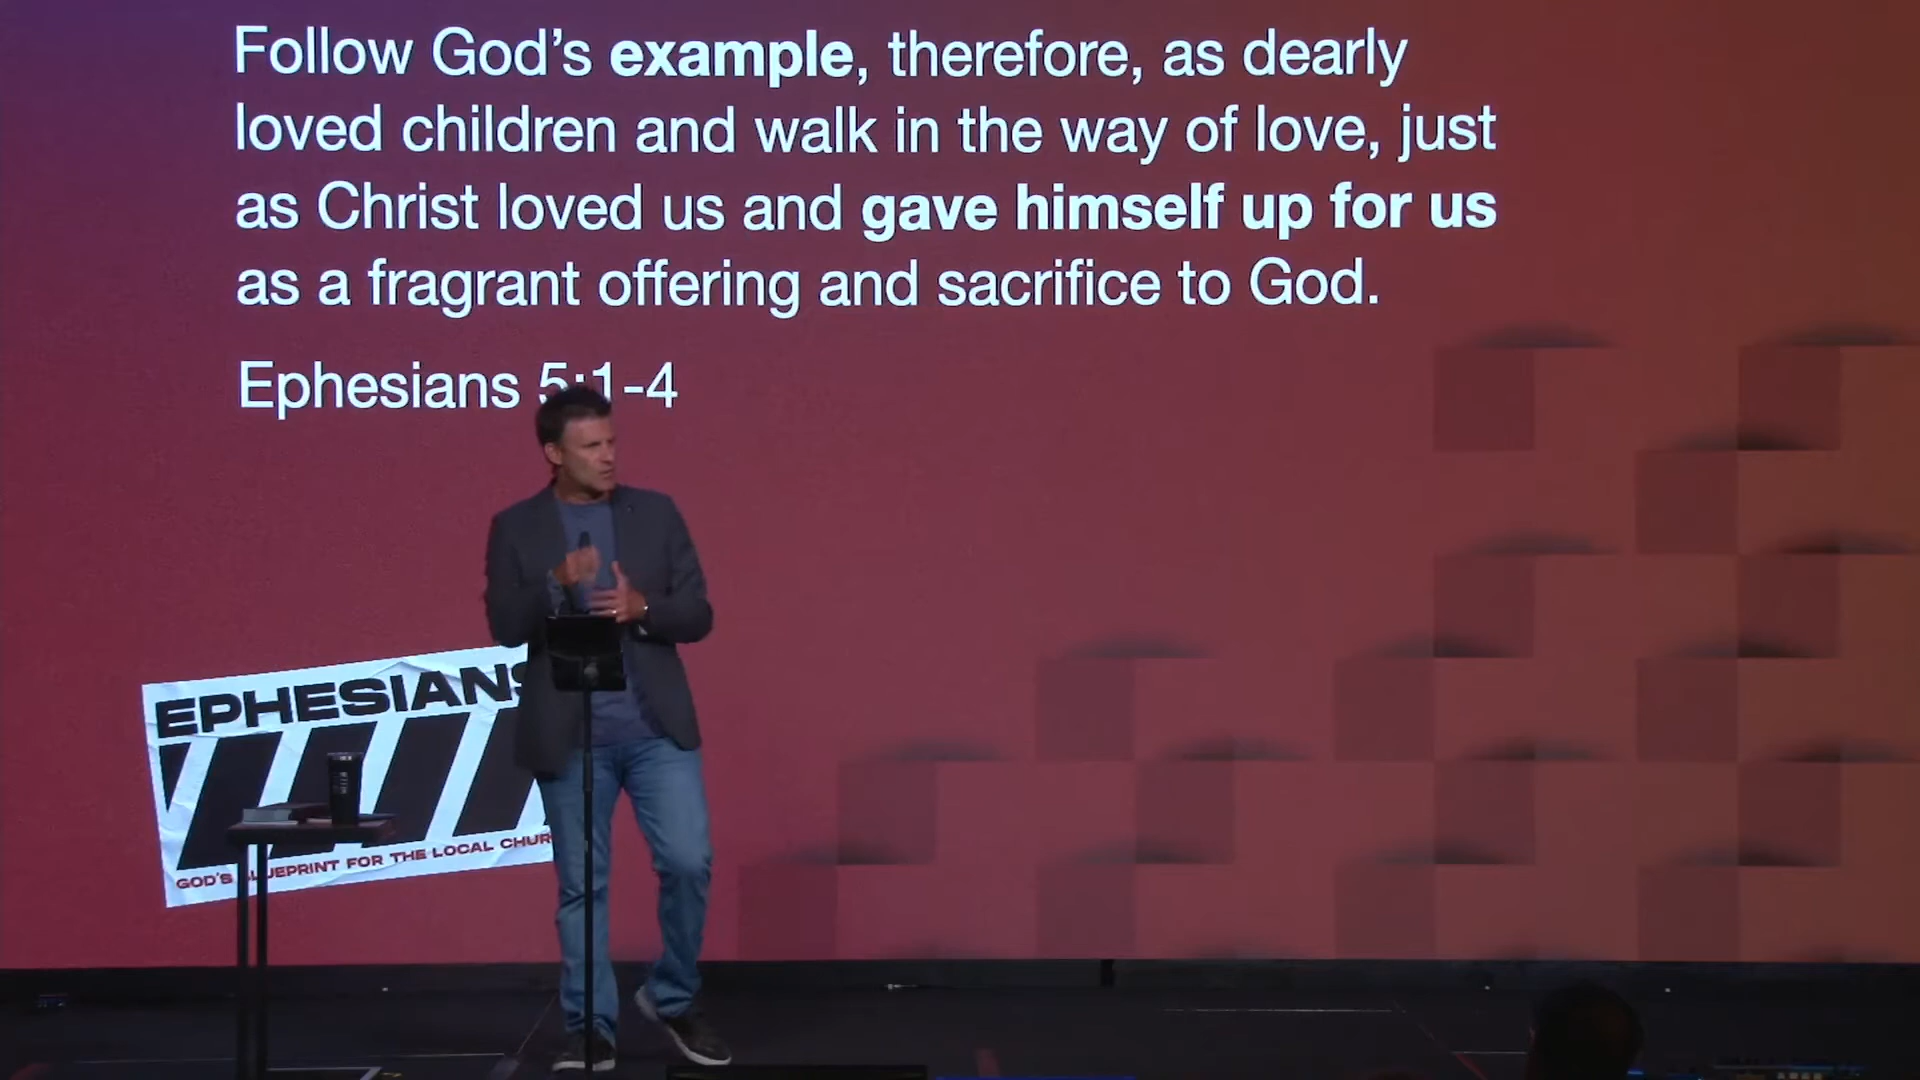 Follow God's example, therefore, as dearly
loved children and walk in the way of love, just
as Christ loved us and gave himself up for us
as a fragrant offering and sacrifice to God.
Ephesians 5:1-4
EPHESIANS
GOD'S BLUEPRINT FOR THE LOCAL CHUR